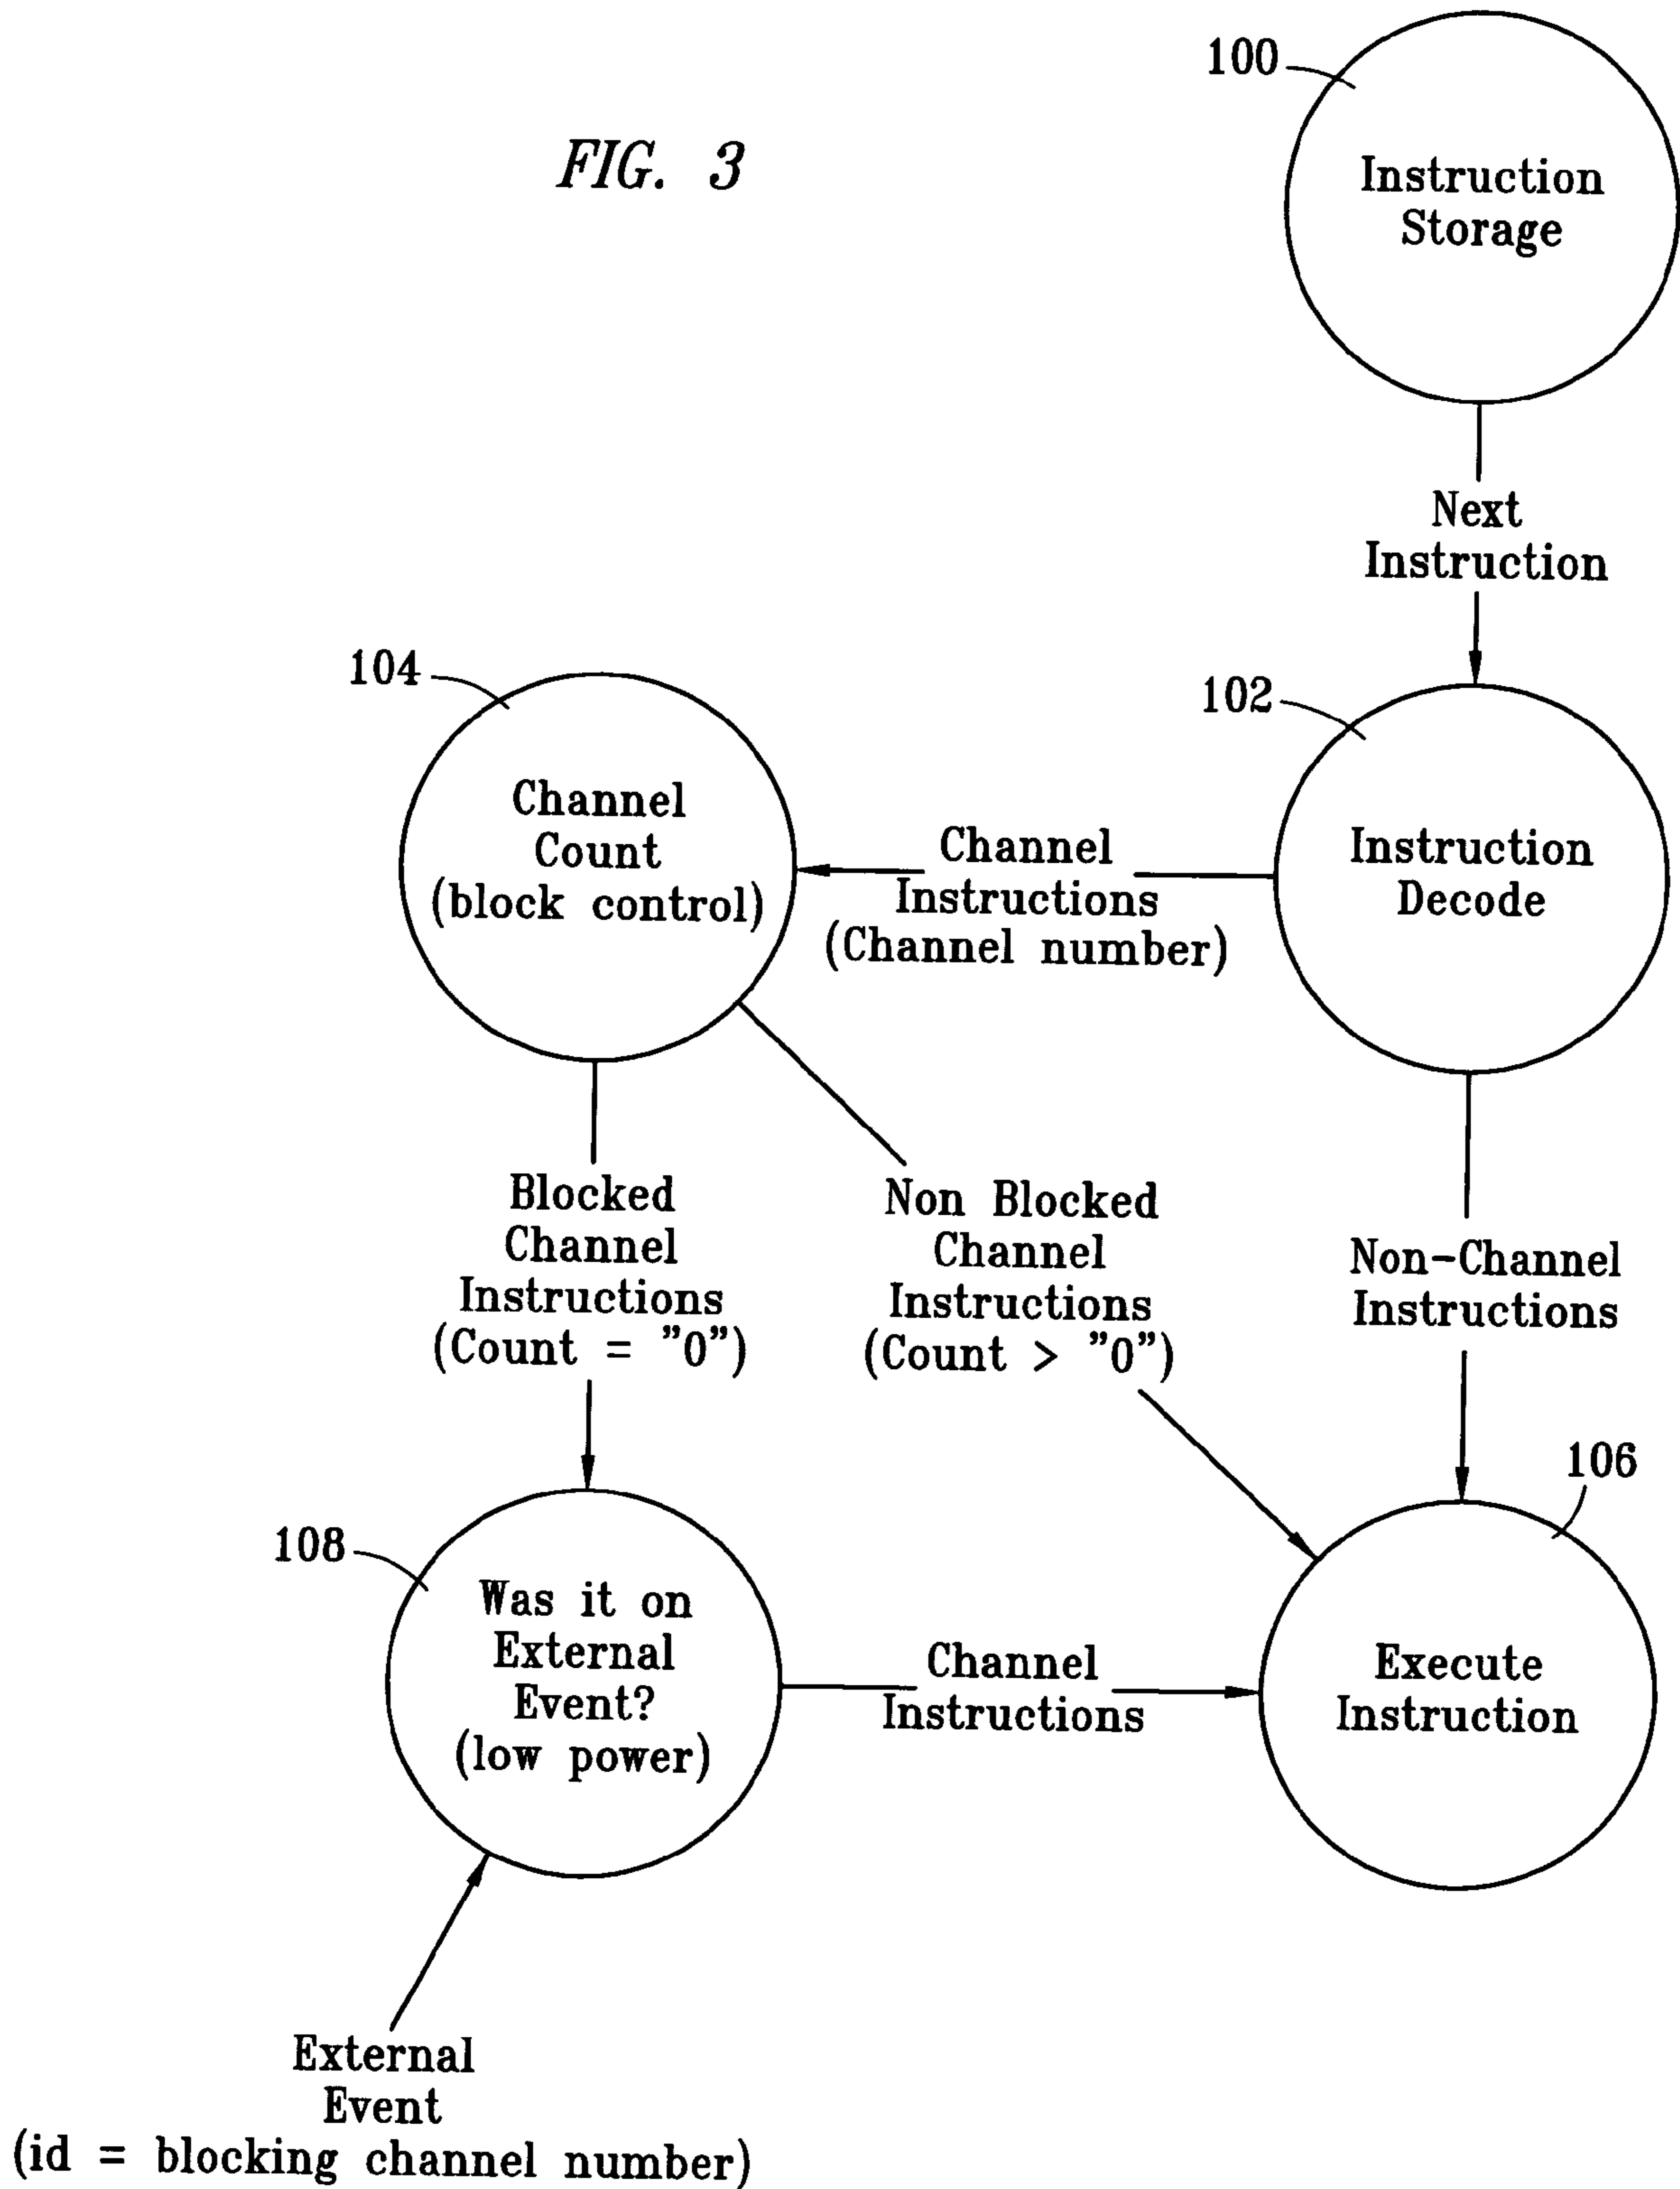 FIG. 3
100
Instruction
Storage
Next
Instruction
104
102
Channel
Count
(block control)
Channel
Instructions
(Channel number)
Instruction
Decode
Blocked
Channel
Instructions
(Count = "0")
Non Blocked
Channel
Instructions
(Count > "0")
Non-Channel
Instructions
106
108
Was it on
External
Event?
(low power)
Channel
Instructions
Execute
Instruction
External
Event
(id = blocking channel number)